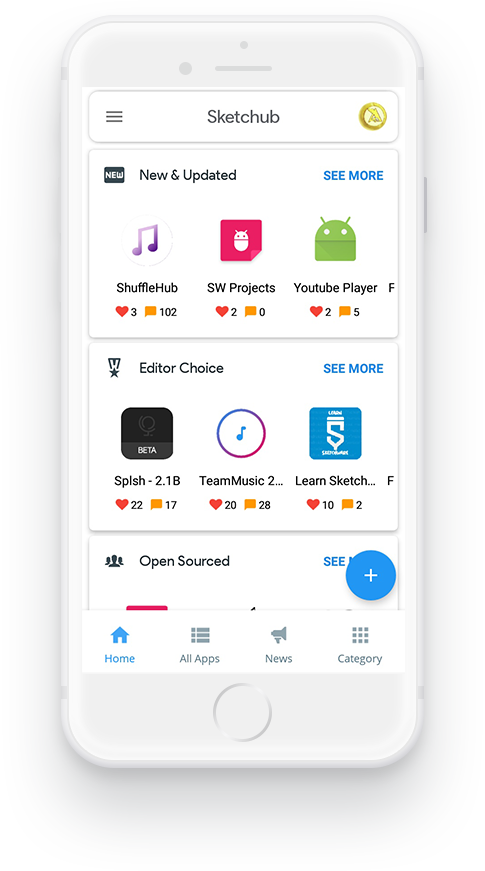 Sketchub
NEW New & Updated SEE MORE
ShuffleHub SW Projects Youtube Player F
3 102 2 0 2 5
Editor Choice SEE MORE
BETA
LEARN
SKETCHWARE
Splsh - 2.1B TeamMusic 2... Learn Sketch... F
22 17 20 28 10 2
Open Sourced SEE
+
Home All Apps News Category